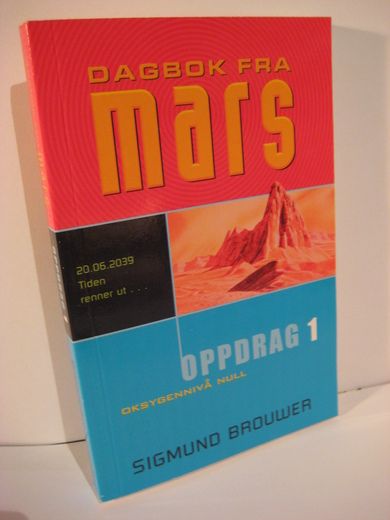 DAGBOK FRA
mars
20.06.2039
Tiden
renner ut...
OPPDRAG 1
OKSYGENNIVÅ NULL
SIGMUND BROUWER